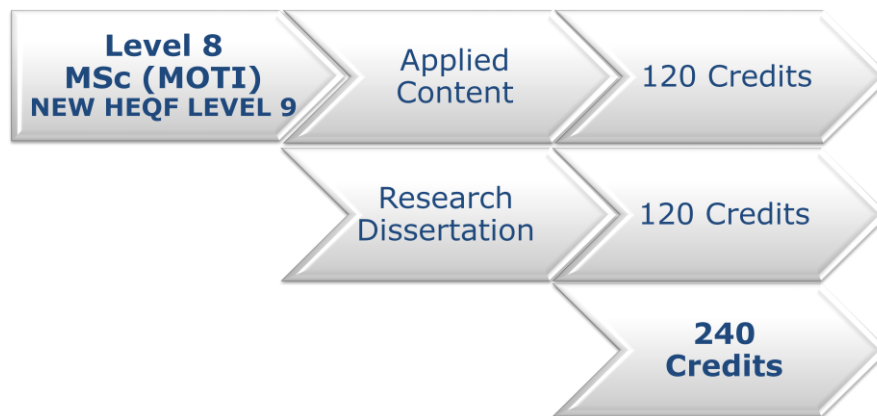 Level 8
MSc (MOTI)
NEW HEQF LEVEL 9
Applied
Content
120 Credits
Research
Dissertation
120 Credits
240
Credits